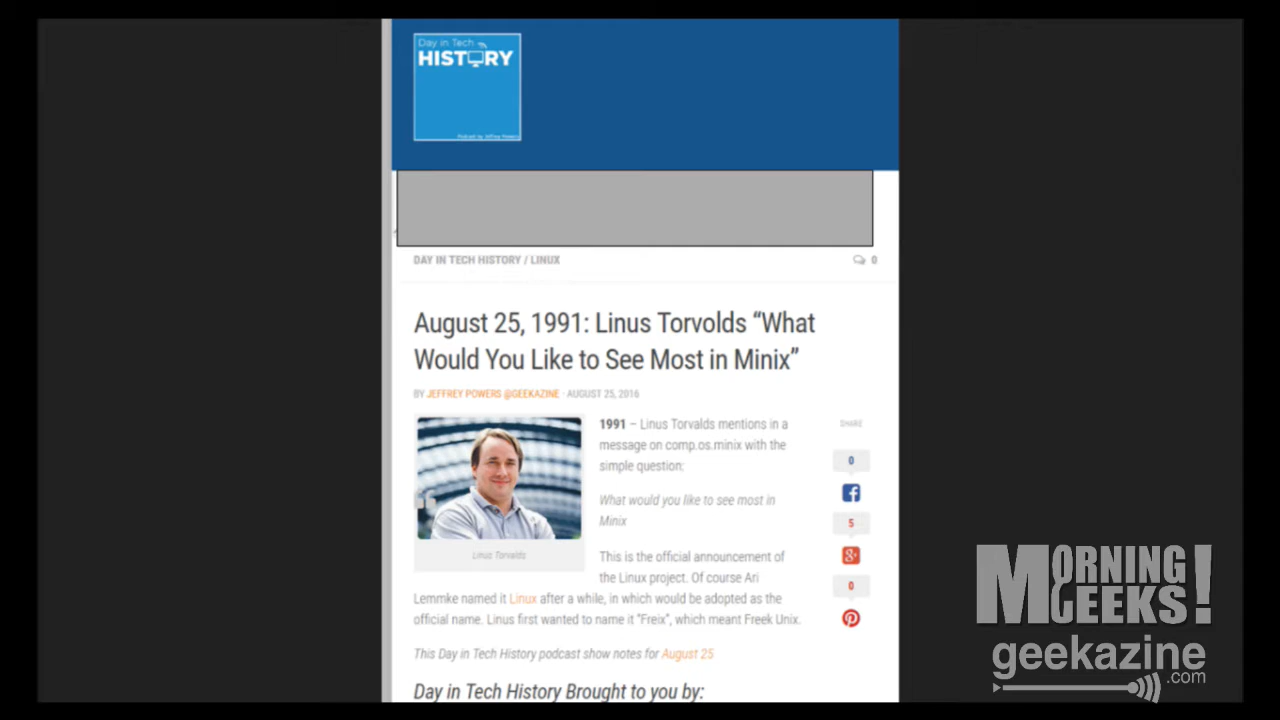 Day in Tech
HISTORY
Podcast by Jeffrey Powers
DAY IN TECH HISTORY / LINUX
0
August 25, 1991: Linus Torvolds “What
Would You Like to See Most in Minix”
BY JEFFREY POWERS @GEEKAZINE · AUGUST 25, 2016
1991 – Linus Torvalds mentions in a
message on comp.os.minix with the
simple question:
What would you like to see most in
Minix
This is the official announcement of
the Linux project. Of course Ari
Lemmke named it Linux after a while, in which would be adopted as the
official name. Linus first wanted to name it "Freix", which meant Freek Unix.
Linus Torvalds
This Day in Tech History podcast show notes for August 25
Day in Tech History Brought to you by:
SHARE
0
5
0
MORNING
GEEKS!
geekazine
.com